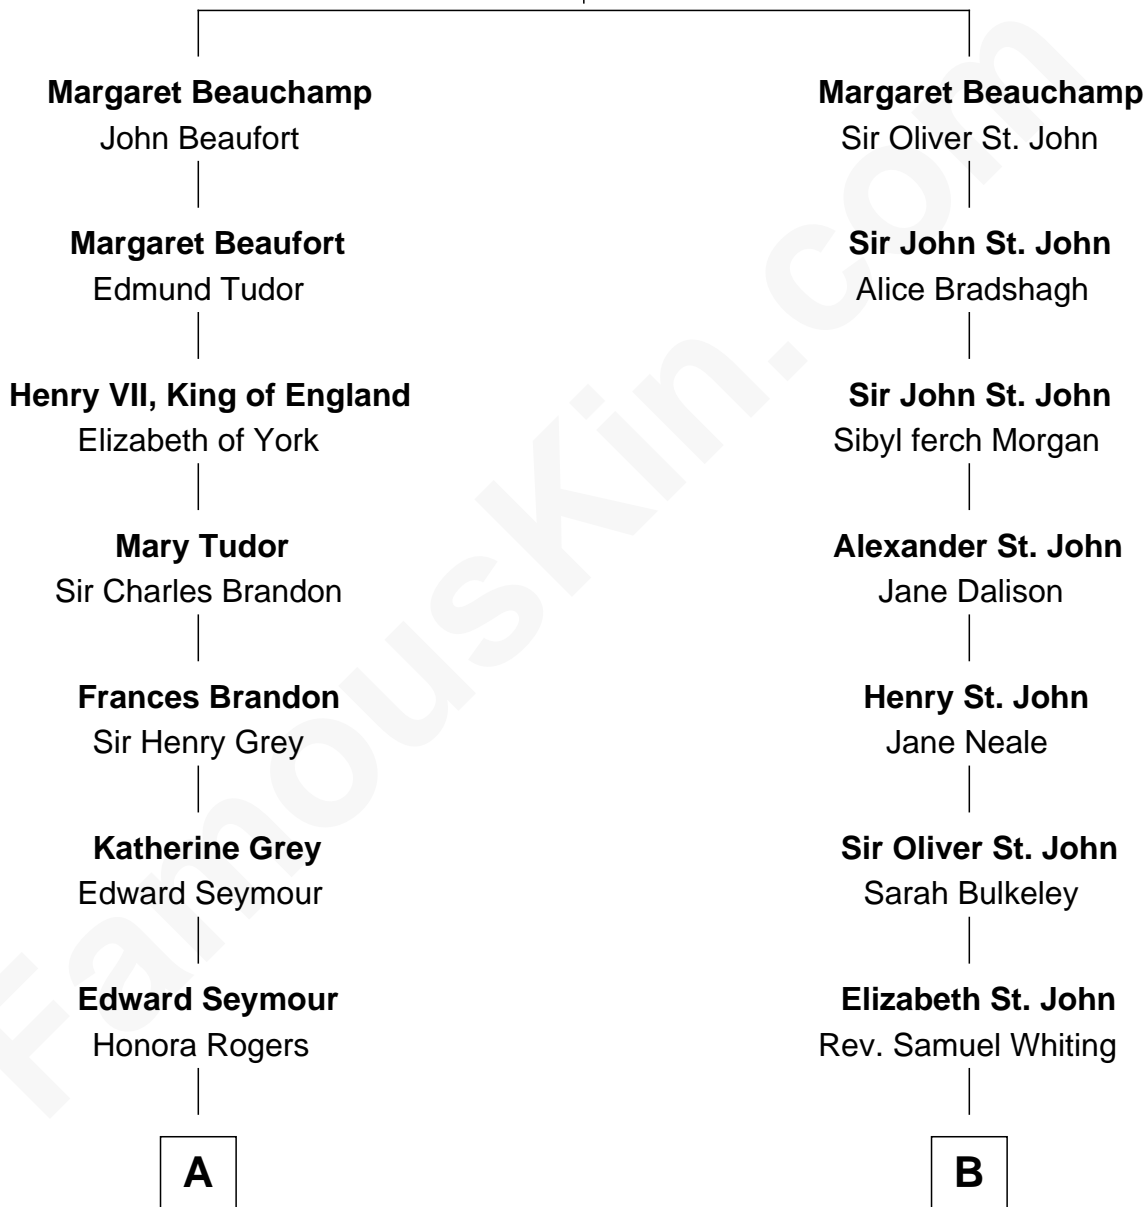 Margaret Beauchamp
John Beaufort
Margaret Beaufort
Edmund Tudor
Henry VII, King of England
Elizabeth of York
Mary Tudor
Sir Charles Brandon
Frances Brandon
Sir Henry Grey
Katherine Grey
Edward Seymour
Edward Seymour
Honora Rogers
A
Margaret Beauchamp
Sir Oliver St. John
Sir John St. John
Alice Bradshagh
Sir John St. John
Sibyl ferch Morgan
Alexander St. John
Jane Dalison
Henry St. John
Jane Neale
Sir Oliver St. John
Sarah Bulkeley
Elizabeth St. John
Rev. Samuel Whiting
B
FamousKin.com